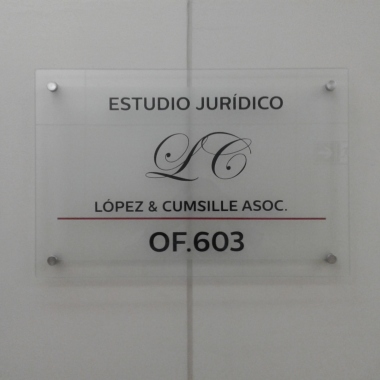 ESTUDIO JURÍDICO
LC
LÓPEZ & CUMSILLE ASOC.
OF.603